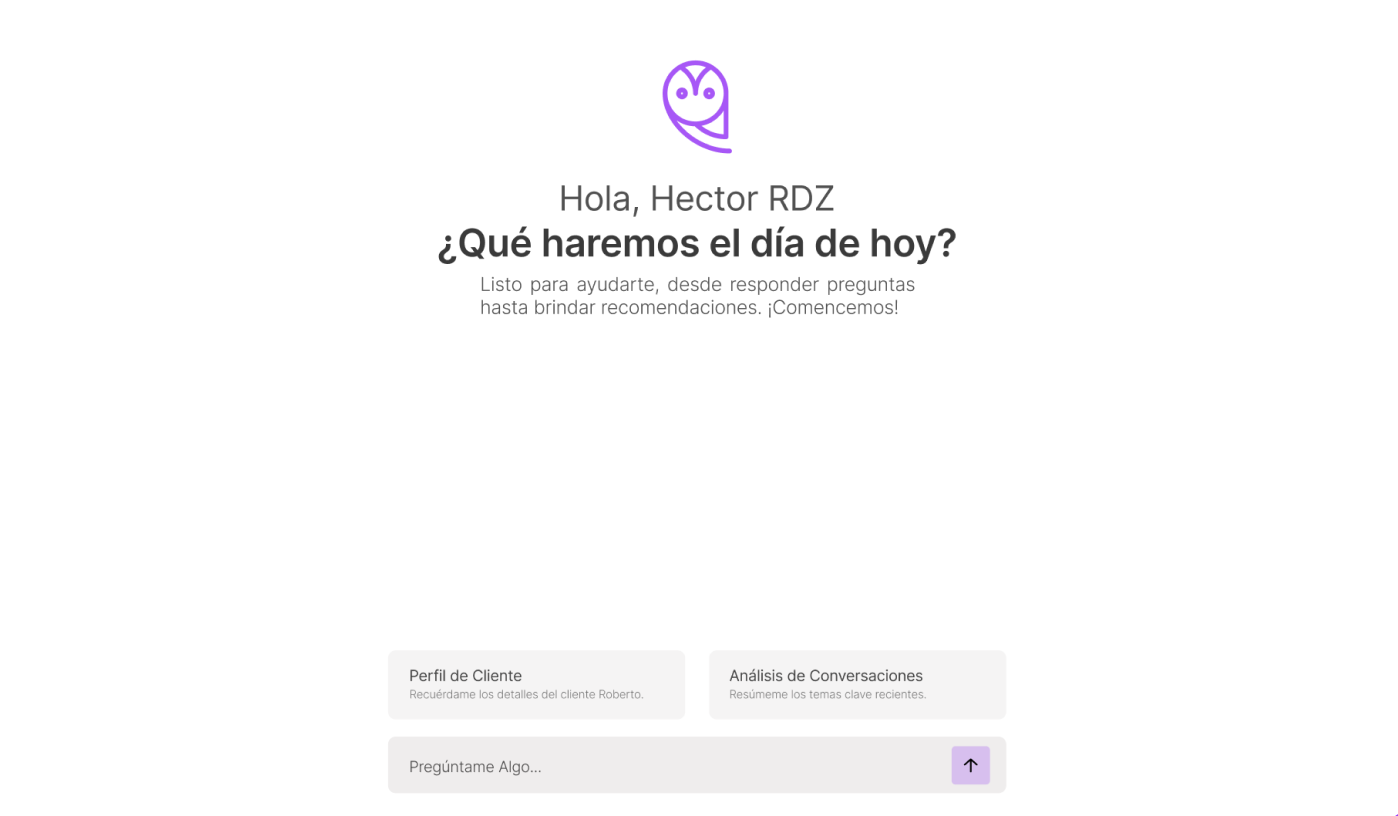 Hola, Hector RDZ
¿Qué haremos el día de hoy?
Listo para ayudarte, desde responder preguntas
hasta brindar recomendaciones. ¡Comencemos!
Perfil de Cliente
Recuérdame los detalles del cliente Roberto.
Análisis de Conversaciones
Resúmeme los temas clave recientes.
Pregúntame Algo...